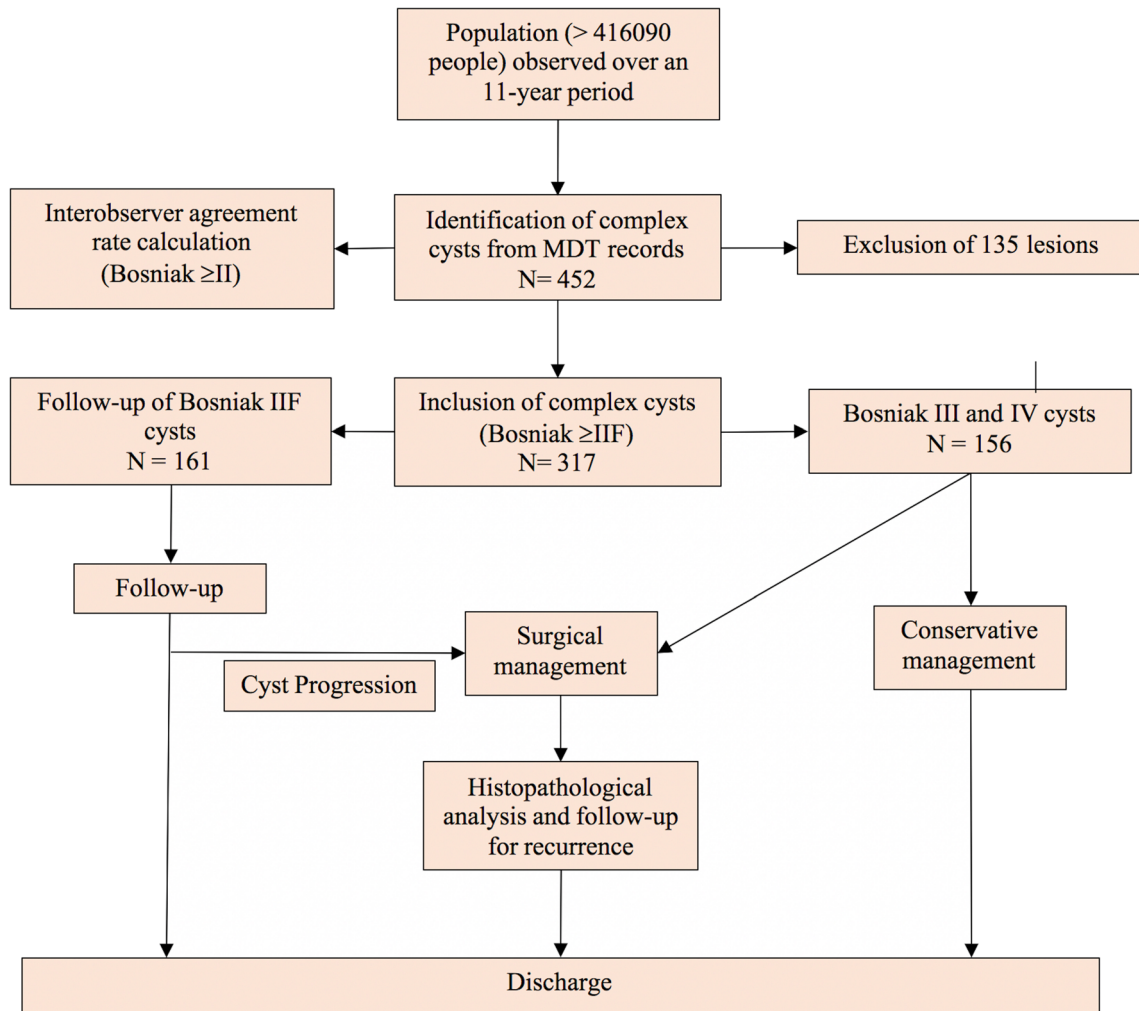 Population (> 416090
people) observed over an
11-year period
Interobserver agreement
rate calculation
(Bosniak ≥II)
Identification of complex
cysts from MDT records
N= 452
Exclusion of 135 lesions
Follow-up of Bosniak IIF
cysts
N = 161
Inclusion of complex cysts
(Bosniak ≥IIF)
N= 317
Bosniak III and IV cysts
N = 156
Follow-up
Cyst Progression
Surgical
management
Conservative
management
Histopathological
analysis and follow-up
for recurrence
Discharge